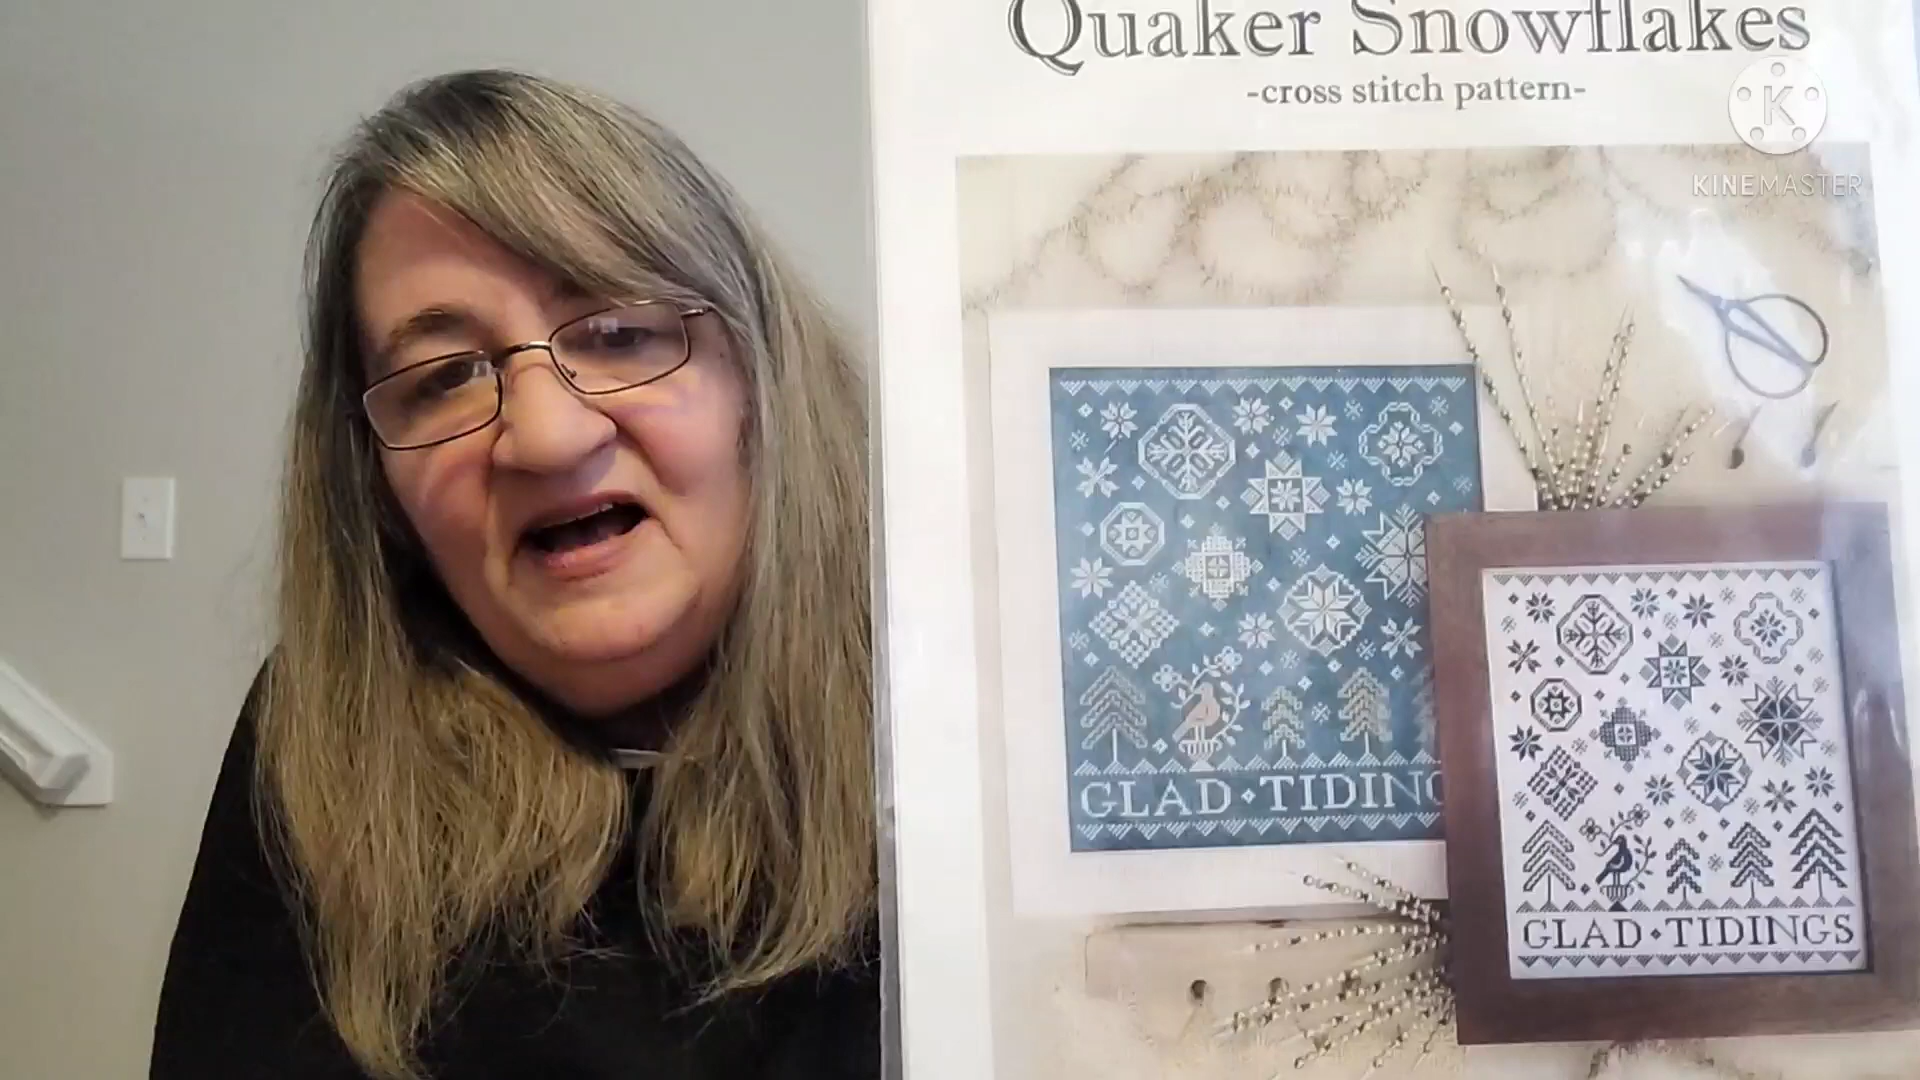 Quaker Snowflakes
-cross stitch pattern-
K
KINEMASTER
GLAD · TIDING
GLAD · TIDINGS